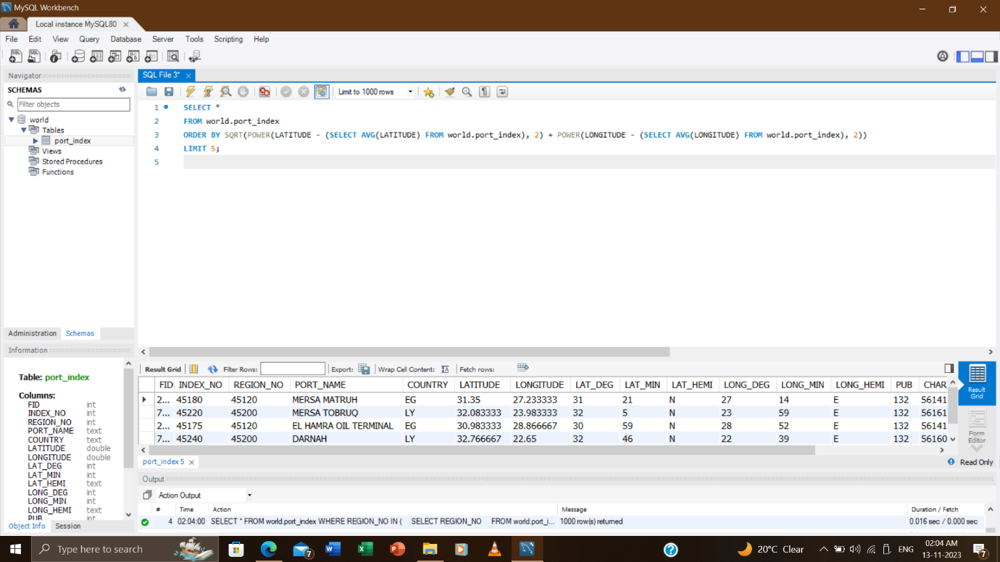 MySQL Workbench
Local instance MySQL80
File Edit View Query Database Server Tools Scripting Help
Navigator
SCHEMAS
Filter objects
world
Tables
port_index
Views
Stored Procedures
Functions
Administration Schemas
Information
Table: port_index
Columns:
FID int
INDEX_NO int
REGION_NO int
PORT_NAME text
COUNTRY text
LATITUDE double
LONGITUDE double
LAT_DEG int
LAT_MIN int
LAT_HEMI text
LONG_DEG int
LONG_MIN int
LONG_HEMI text
PUB int
Object Info Session
SQL File 3*
Limit to 1000 rows
1 SELECT *
2 FROM world.port_index
3 ORDER BY SQRT(POWER(LATITUDE - (SELECT AVG(LATITUDE) FROM world.port_index), 2) + POWER(LONGITUDE - (SELECT AVG(LONGITUDE) FROM world.port_index), 2))
4 LIMIT 5;
5
Result Grid Filter Rows: Export: Wrap Cell Content: Fetch rows:
FID INDEX_NO REGION_NO PORT_NAME COUNTRY LATITUDE LONGITUDE LAT_DEG LAT_MIN LAT_HEMI LONG_DEG LONG_MIN LONG_HEMI PUB CHAR
2... 45180 45120 MERSA MATRUH EG 31.35 27.233333 31 21 N 27 14 E 132 56141
7... 45220 45200 MERSA TOBRUQ LY 32.083333 23.983333 32 5 N 23 59 E 132 56161
2... 45175 45120 EL HAMRA OIL TERMINAL EG 30.983333 28.866667 30 59 N 28 52 E 132 56141
7... 45240 45200 DARNAH LY 32.766667 22.65 32 46 N 22 39 E 132 56160
Result
Grid
Form
Editor
port_index 5
Read Only
Output
Action Output
# Time Action Message Duration / Fetch
4 02:04:00 SELECT * FROM world.port_index WHERE REGION_NO IN ( SELECT REGION_NO FROM world.port_i... 1000 row(s) returned 0.016 sec / 0.000 sec
Type here to search
7
20°C Clear
ENG
02:04 AM
13-11-2023
7